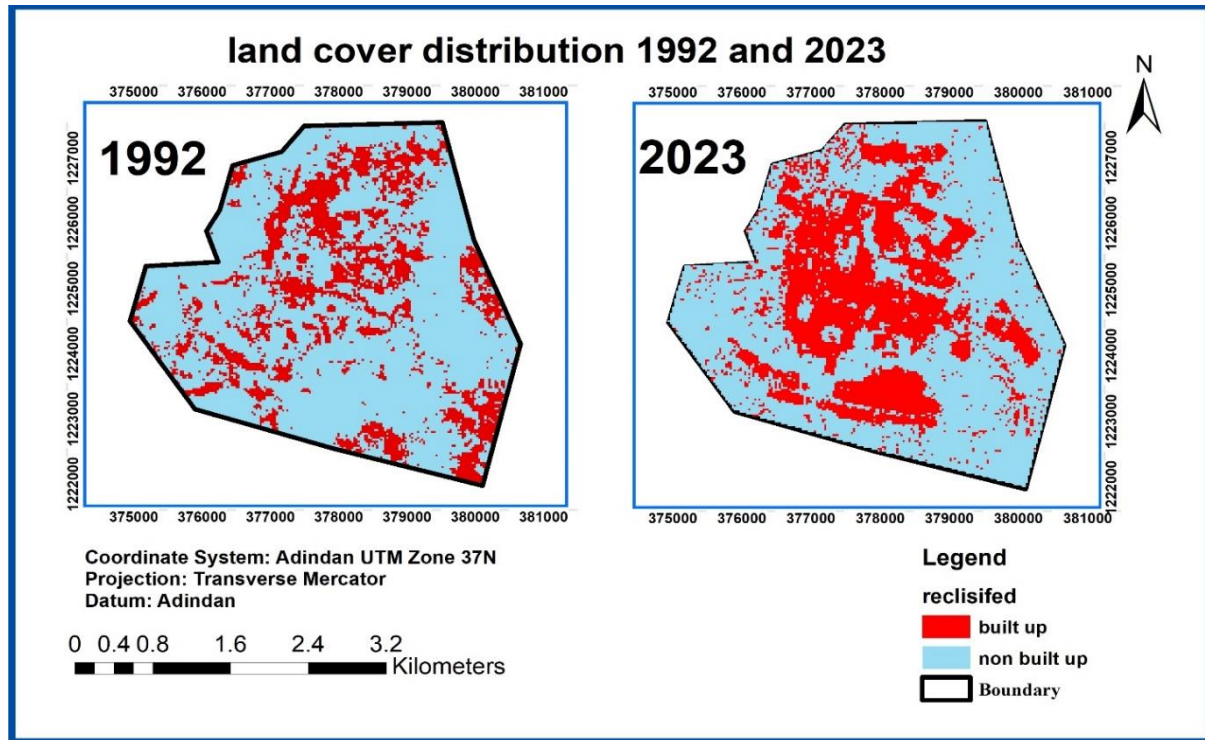 land cover distribution 1992 and 2023
N
375000 376000 377000 378000 379000 380000 381000
375000 376000 377000 378000 379000 380000 381000
1992
2023
1227000
1226000
1225000
1224000
1223000
1222000
1227000
1226000
1225000
1224000
1223000
1222000
375000 376000 377000 378000 379000 380000 381000
375000 376000 377000 378000 379000 380000 381000
Coordinate System: Adindan UTM Zone 37N
Projection: Transverse Mercator
Datum: Adindan
0 0.4 0.8 1.6 2.4 3.2
Kilometers
Legend
reclisifed
built up
non built up
Boundary